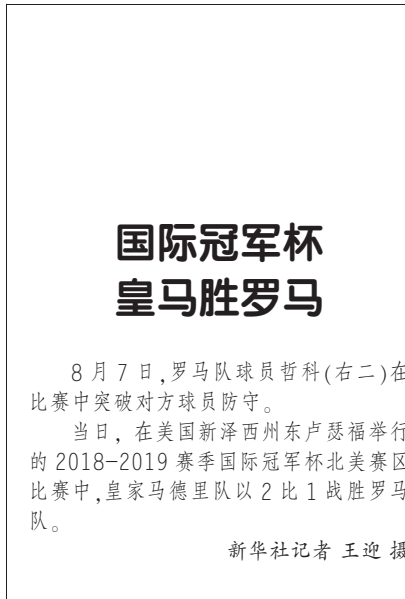 国际冠军杯
皇马胜罗马
8月7日,罗马队球员哲科(右二)在
比赛中突破对方球员防守。
当日,在美国新泽西州东卢瑟福举行
的2018-2019赛季国际冠军杯北美赛区
比赛中,皇家马德里队以2比1战胜罗马
队。
新华社记者 王迎 摄